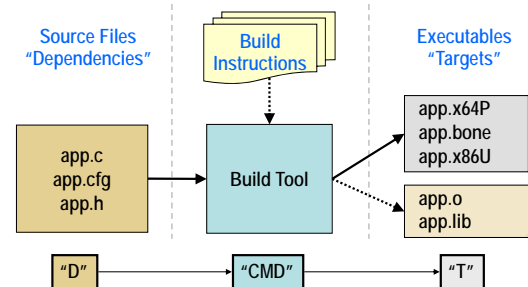 Source Files
“Dependencies”
Build
Instructions
Executables
“Targets”
app.c
app.cfg
app.h
Build Tool
app.x64P
app.bone
app.x86U
app.o
app.lib
“D”
“CMD”
“T”